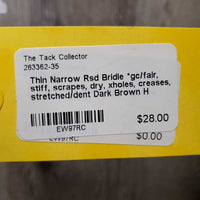 The Tack Collector
263362-35
Thin Narrow Rsd Bridle *gc/fair,
stiff, scrapes, dry, xholes, creases,
stretched/dent Dark Brown H
$28.00
EW97RC
EW97RC
$0.00